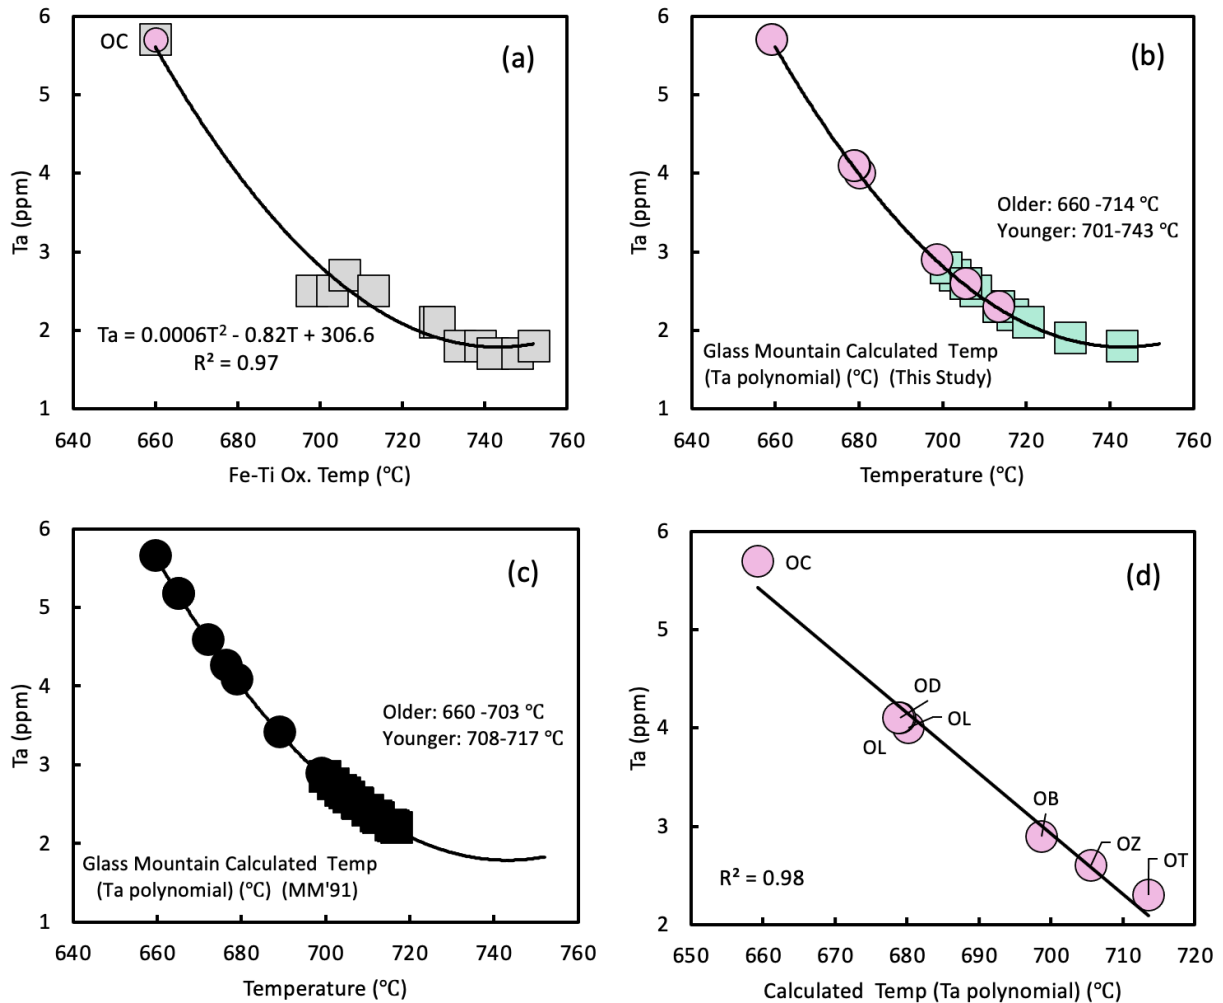 6
5
4
3
2
1
Ta (ppm)
OC
(a)
Ta = 0.0006T² - 0.82T + 306.6
R² = 0.97
640 660 680 700 720 740 760
Fe-Ti Ox. Temp (℃)
6
5
4
3
2
1
Ta (ppm)
(b)
Older: 660 -714 ℃
Younger: 701-743 ℃
Glass Mountain Calculated Temp
(Ta polynomial) (℃) (This Study)
640 660 680 700 720 740 760
Temperature (℃)
6
5
4
3
2
1
Ta (ppm)
(c)
Older: 660 -703 ℃
Younger: 708-717 ℃
Glass Mountain Calculated Temp
(Ta polynomial) (℃) (MM'91)
640 660 680 700 720 740 760
Temperature (℃)
6
5
4
3
2
Ta (ppm)
OC
(d)
OD
OL
OL
OB
OZ
OT
R² = 0.98
650 660 670 680 690 700 710 720
Calculated Temp (Ta polynomial) (℃)